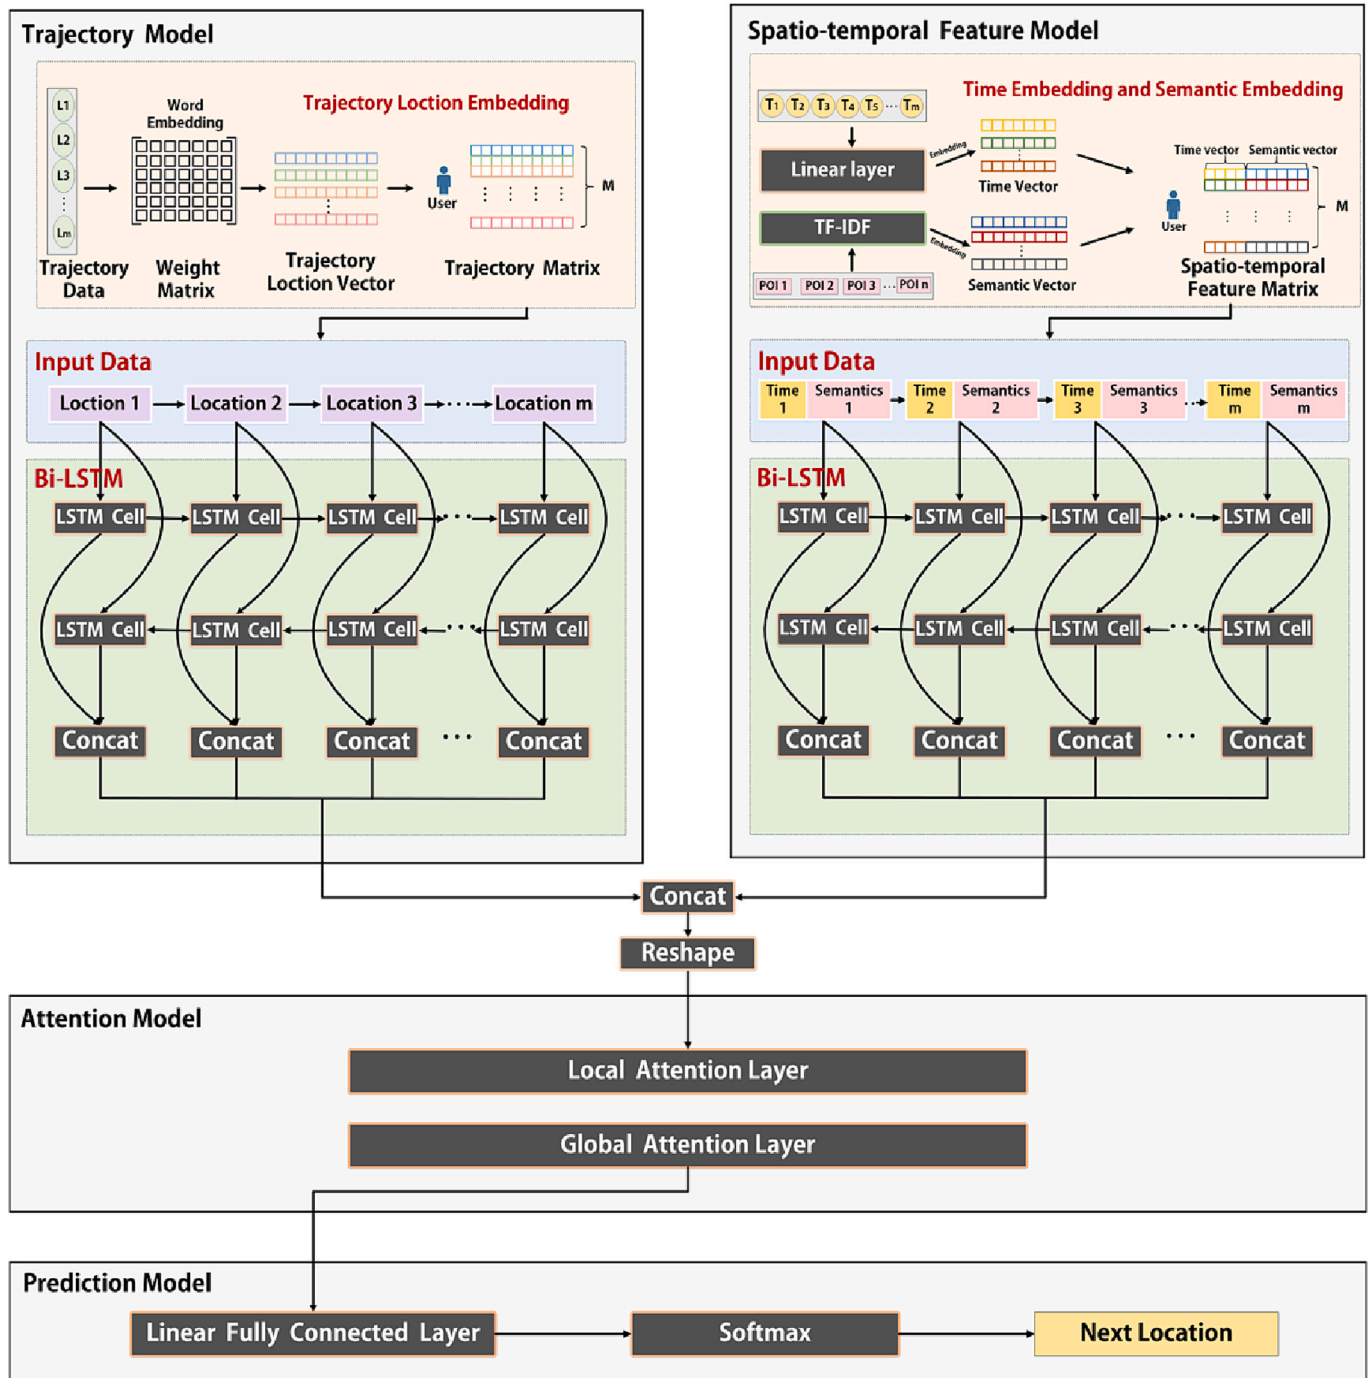 Trajectory Model
Trajectory Loction Embedding
L1
L2
L3
Lm
Word
Embedding
User
M
Trajectory
Data
Weight
Matrix
Trajectory
Loction Vector
Trajectory Matrix
Input Data
Loction 1
Location 2
Location 3
Location m
Bi-LSTM
LSTM Cell
LSTM Cell
LSTM Cell
LSTM Cell
LSTM Cell
LSTM Cell
LSTM Cell
LSTM Cell
Concat
Concat
Concat
Concat
Spatio-temporal Feature Model
Time Embedding and Semantic Embedding
T1 T2 T3 T4 T5 ··· Tm
Linear layer
Embedding
Time Vector
TF-IDF
Embedding
Semantic Vector
POI 1 POI 2 POI 3 ··· POI n
Time vector Semantic vector
User
M
Spatio-temporal
Feature Matrix
Input Data
Time
1
Semantics
1
Time
2
Semantics
2
Time
3
Semantics
3
Time
m
Semantics
m
Bi-LSTM
LSTM Cell
LSTM Cell
LSTM Cell
LSTM Cell
LSTM Cell
LSTM Cell
LSTM Cell
LSTM Cell
Concat
Concat
Concat
Concat
Concat
Reshape
Attention Model
Local Attention Layer
Global Attention Layer
Prediction Model
Linear Fully Connected Layer
Softmax
Next Location